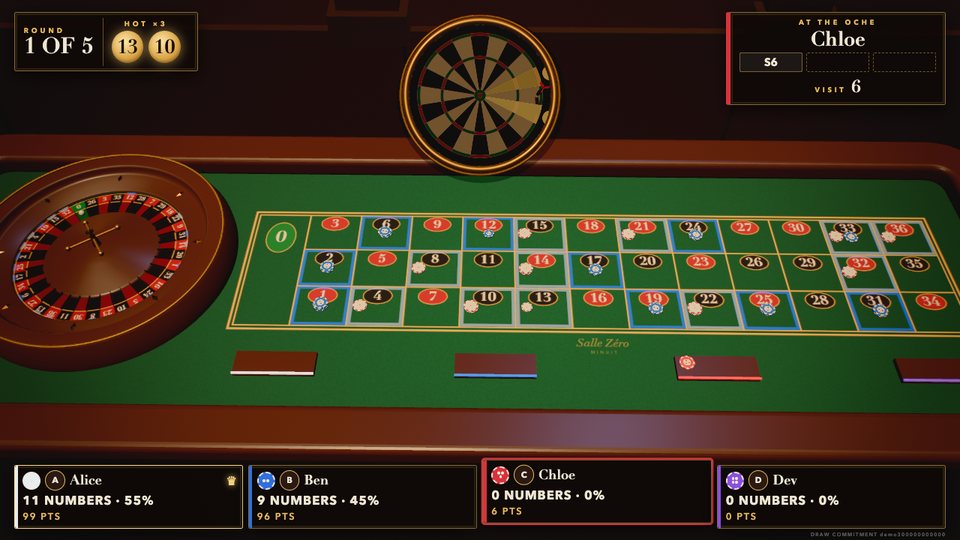 ROUND
1 OF 5
HOT ×3
13 10
AT THE OCHE
Chloe
S6
VISIT 6
3 6 9 12 15 18 21 24 27 30 33 36
0
2 5 8 11 14 17 20 23 26 29 32 35
1 4 7 10 13 16 19 22 25 28 31 34
Salle Zéro
MINUIT
A Alice
11 NUMBERS · 55%
99 PTS
B Ben
9 NUMBERS · 45%
96 PTS
C Chloe
0 NUMBERS · 0%
6 PTS
D Dev
0 NUMBERS · 0%
0 PTS